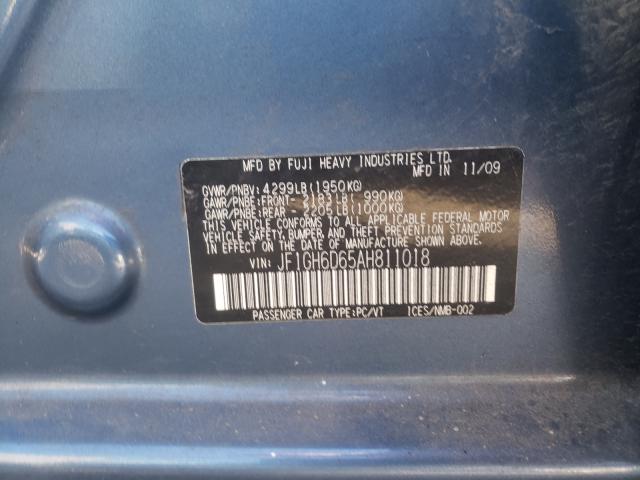 MFD BY FUJI HEAVY INDUSTRIES LTD.
MFD IN 11/09
GVWR/PNBV: 4299LB(1950KG)
GAWR/PNBE:FRONT- 2183LB( 990KG)
GAWR/PNBE:REAR - 2205LB(1000KG)
THIS VEHICLE CONFORMS TO ALL APPLICABLE FEDERAL MOTOR
VEHICLE SAFETY, BUMPER, AND THEFT PREVENTION STANDARDS
IN EFFECT ON THE DATE OF MANUFACTURE SHOWN ABOVE.
VIN: JF1GH6D65AH811018
PASSENGER CAR TYPE:PC/VT ICES/NMB-002